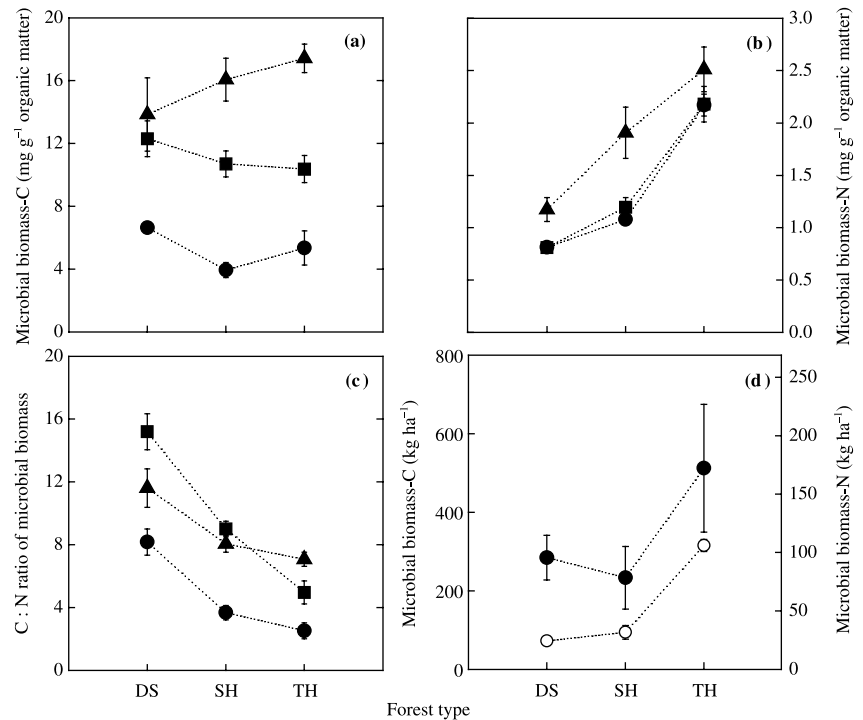 (a)
20
16
12
8
4
0
Microbial biomass-C (mg g⁻¹ organic matter)
(b)
3.0
2.5
2.0
1.5
1.0
0.5
0.0
Microbial biomass-N (mg g⁻¹ organic matter)
(c)
20
16
12
8
4
0
C : N ratio of microbial biomass
DS SH TH
(d)
800
600
400
200
0
Microbial biomass-C (kg ha⁻¹)
250
200
150
100
50
0
Microbial biomass-N (kg ha⁻¹)
DS SH TH
Forest type